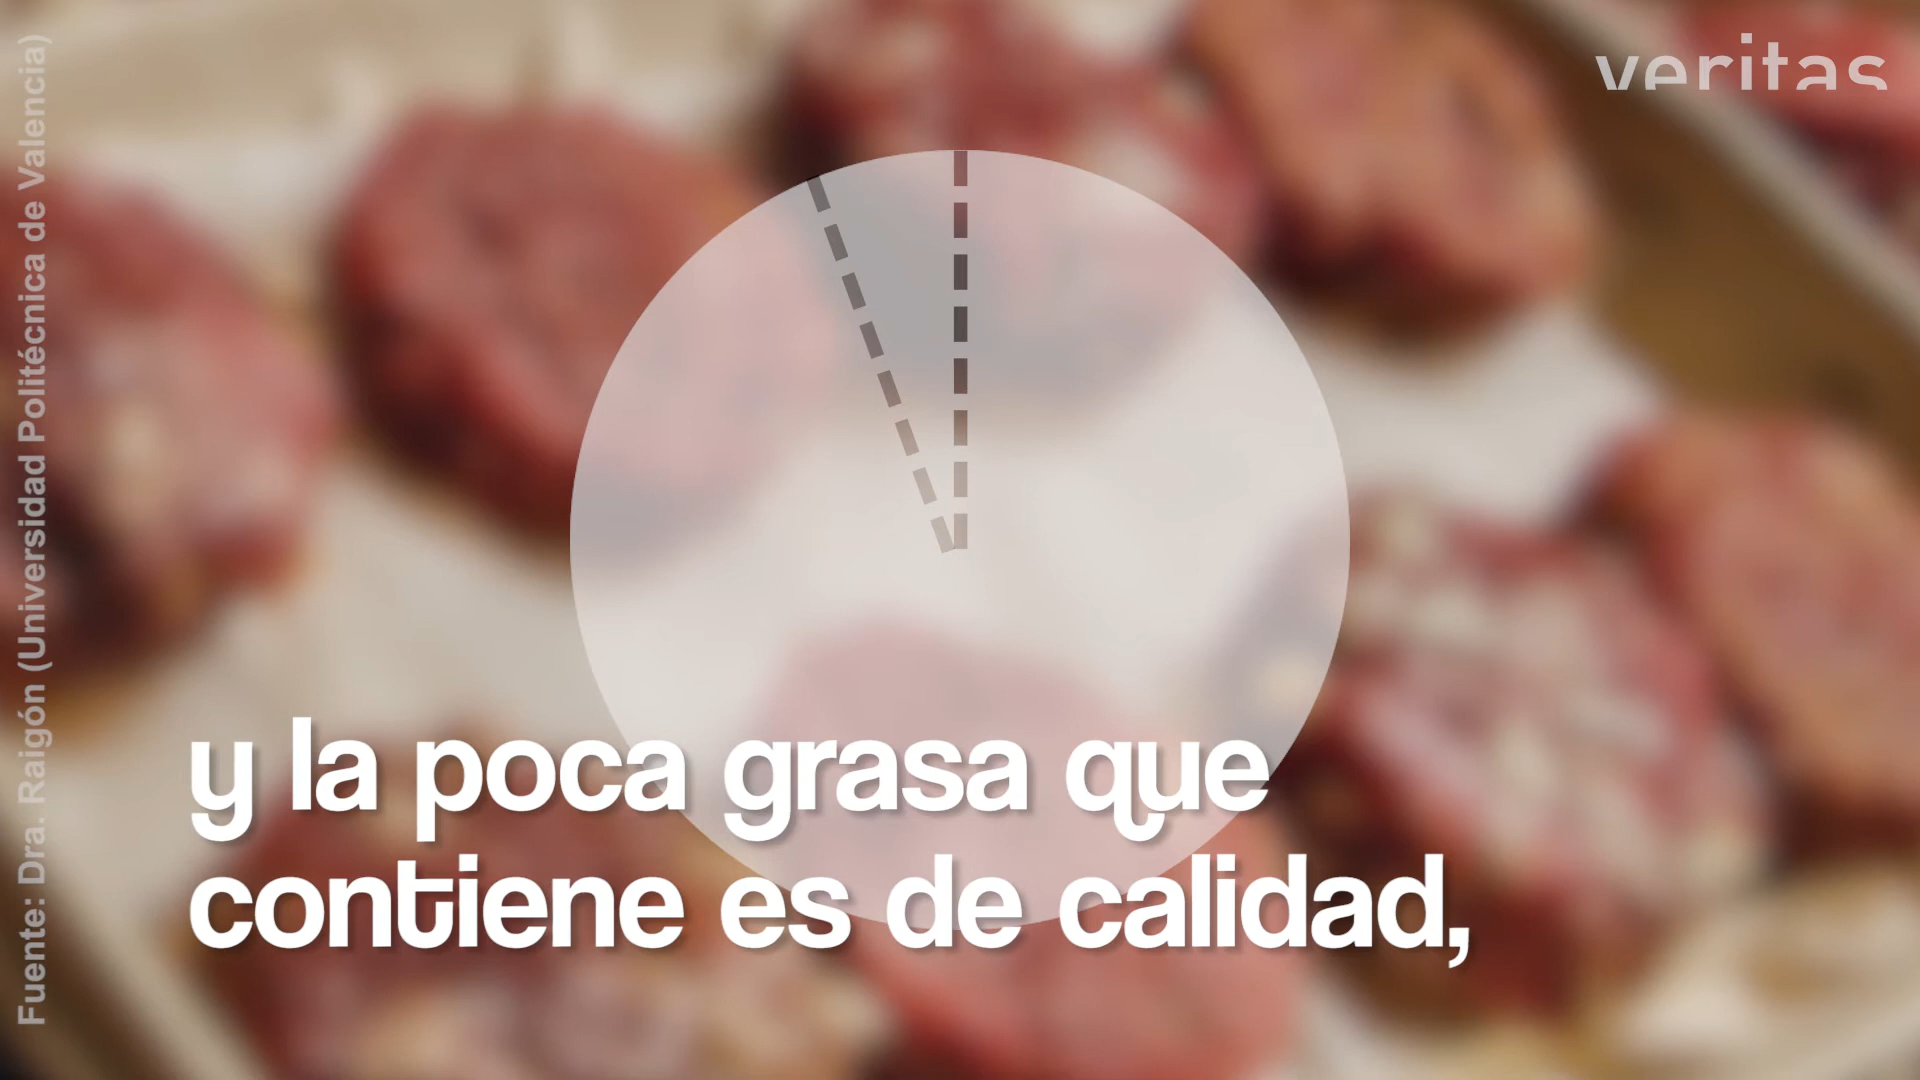 veritas
Fuente: Dra. Raigón (Universidad Politécnica de Valencia)
y la poca grasa que
contiene es de calidad,